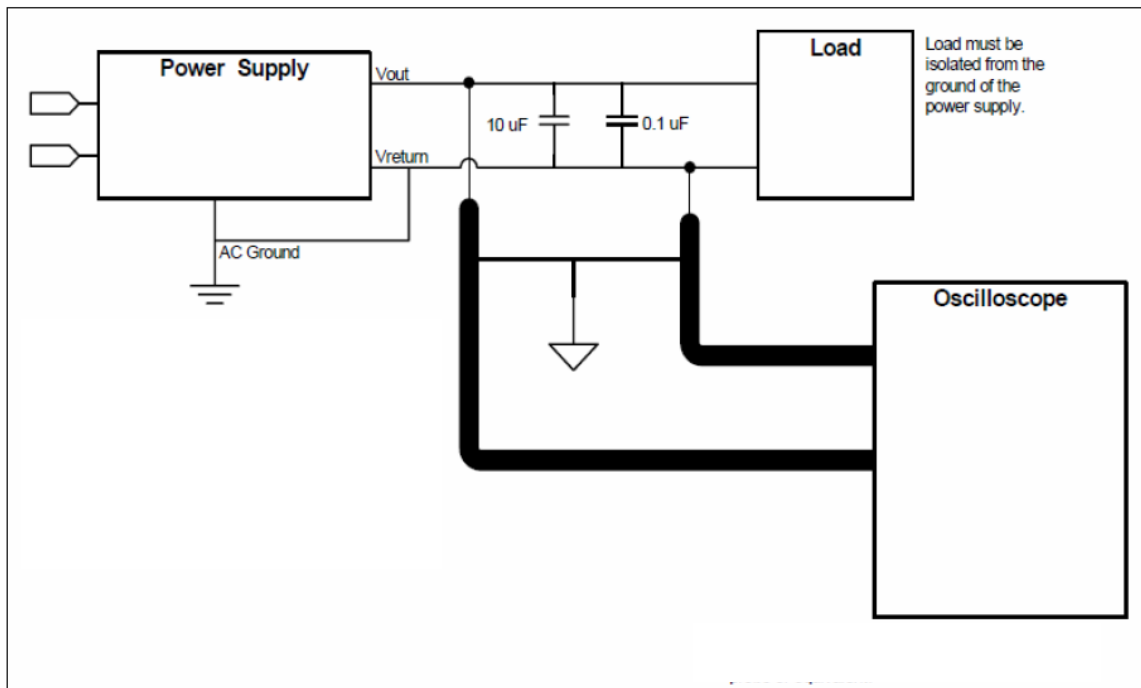 Power Supply
Vout
Vreturn
AC Ground
10 uF
0.1 uF
Load
Load must be
isolated from the
ground of the
power supply.
Oscilloscope